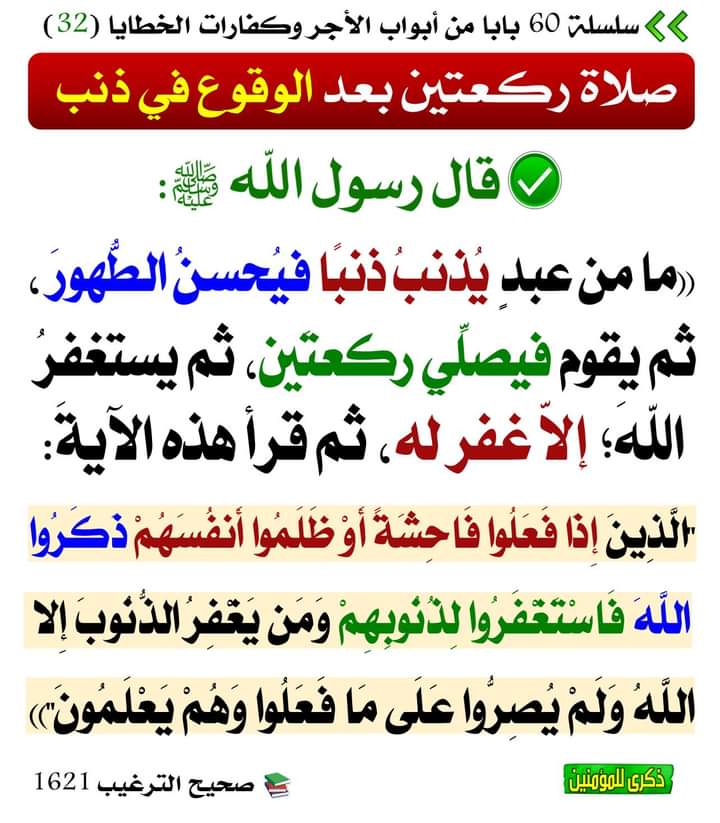 سلسلة 60 بابا من أبواب الأجر وكفارات الخطايا (32)
صلاة ركعتين بعد الوقوع في ذنب
قال رسول الله ﷺ:
((ما من عبدٍ يُذنبُ ذنبًا فيُحسنُ الطُّهورَ،
ثم يقوم فيصلِّي ركعتين، ثم يستغفرُ
اللهَ؛ إلاّ غفر له، ثم قرأ هذه الآيةَ:
"الَّذِينَ إِذَا فَعَلُوا فَاحِشَةً أَوْ ظَلَمُوا أَنفُسَهُمْ ذَكَرُوا
اللَّهَ فَاسْتَغْفَرُوا لِذُنُوبِهِمْ وَمَن يَغْفِرُ الذُّنُوبَ إِلا
اللَّهُ وَلَمْ يُصِرُّوا عَلَى مَا فَعَلُوا وَهُمْ يَعْلَمُونَ"))
ذكرى للمؤمنين
صحيح الترغيب 1621